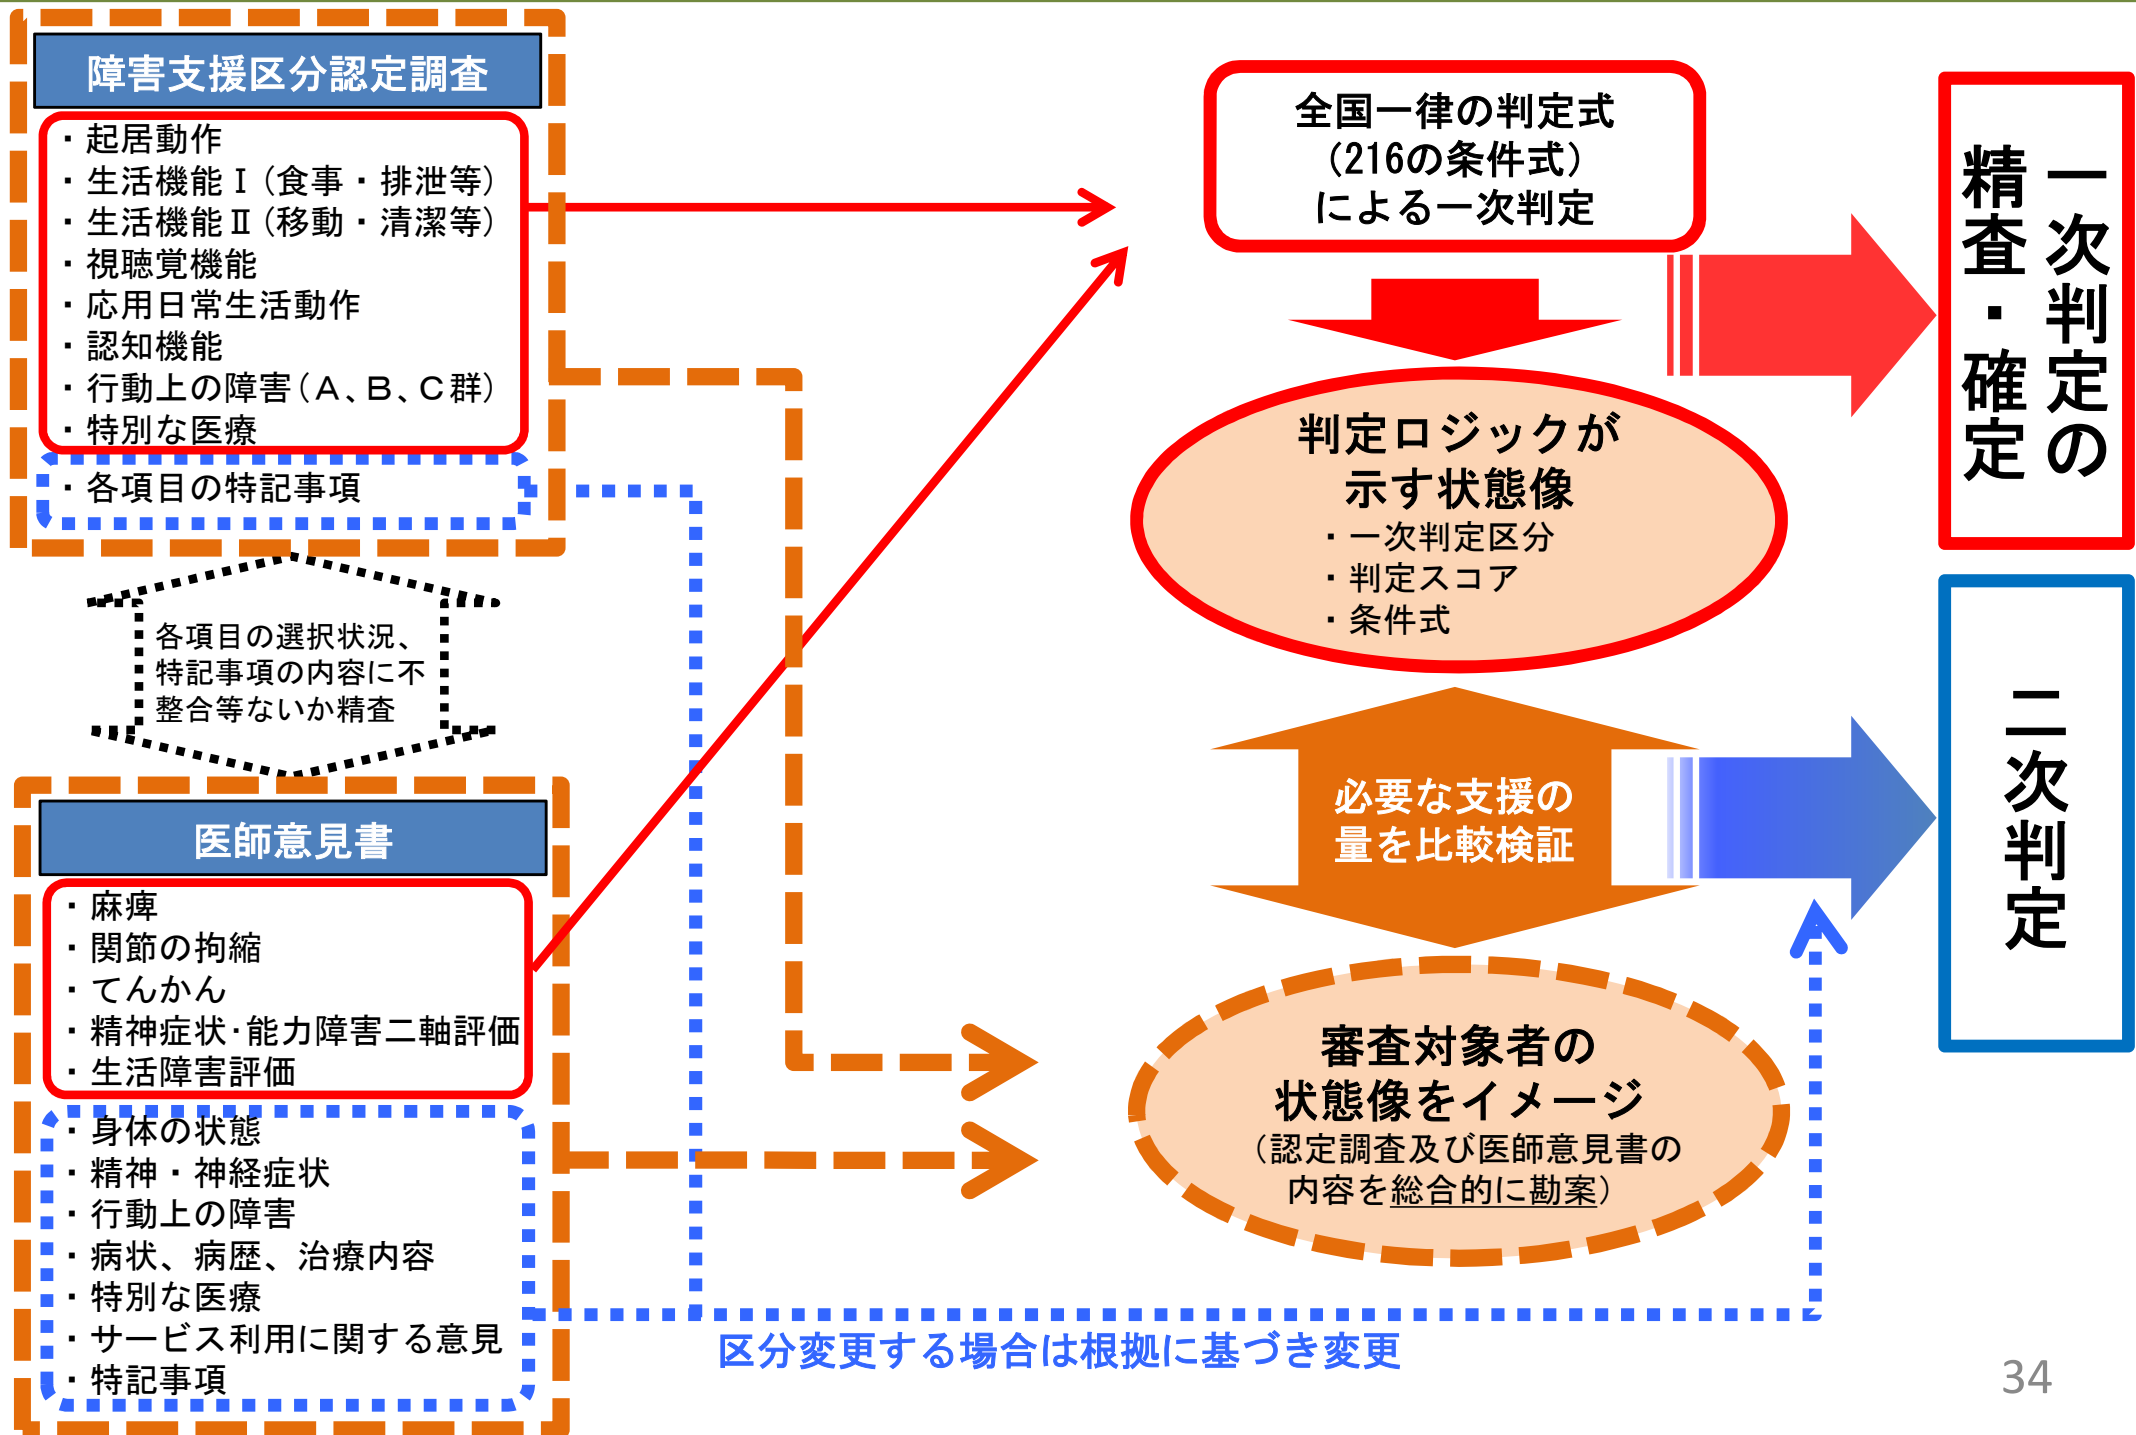 障害支援区分認定調査
・起居動作
・生活機能Ⅰ（食事・排泄等）
・生活機能Ⅱ（移動・清潔等）
・視聴覚機能
・応用日常生活動作
・認知機能
・行動上の障害（Ａ、Ｂ、Ｃ群）
・特別な医療
・各項目の特記事項
各項目の選択状況、
特記事項の内容に不
整合等ないか精査
医師意見書
・麻痺
・関節の拘縮
・てんかん
・精神症状・能力障害二軸評価
・生活障害評価
・身体の状態
・精神・神経症状
・行動上の障害
・病状、病歴、治療内容
・特別な医療
・サービス利用に関する意見
・特記事項
全国一律の判定式
（216の条件式）
による一次判定
判定ロジックが
示す状態像
・一次判定区分
・判定スコア
・条件式
必要な支援の
量を比較検証
審査対象者の
状態像をイメージ
（認定調査及び医師意見書の
内容を総合的に勘案）
区分変更する場合は根拠に基づき変更
一次判定の
精査・確定
二次判定
34